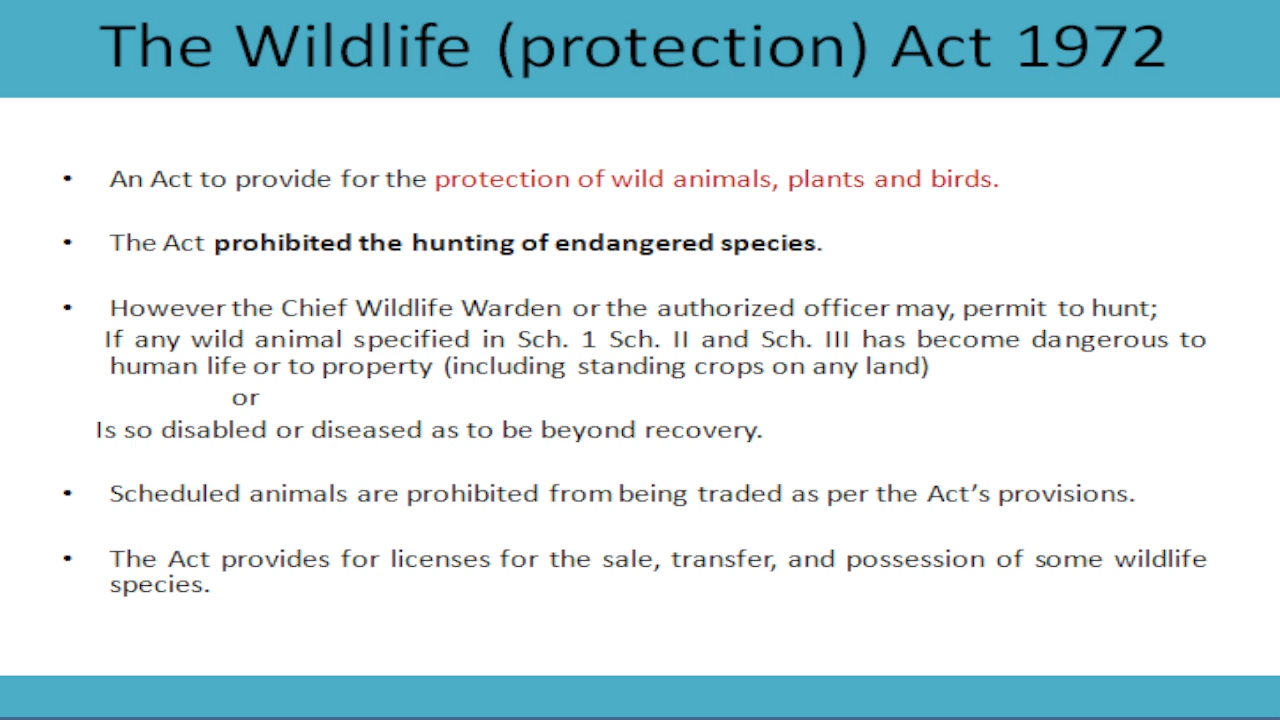 The Wildlife (protection) Act 1972
• An Act to provide for the protection of wild animals, plants and birds.
• The Act prohibited the hunting of endangered species.
• However the Chief Wildlife Warden or the authorized officer may, permit to hunt;
If any wild animal specified in Sch. 1 Sch. II and Sch. III has become dangerous to
human life or to property (including standing crops on any land)
or
Is so disabled or diseased as to be beyond recovery.
• Scheduled animals are prohibited from being traded as per the Act’s provisions.
• The Act provides for licenses for the sale, transfer, and possession of some wildlife
species.